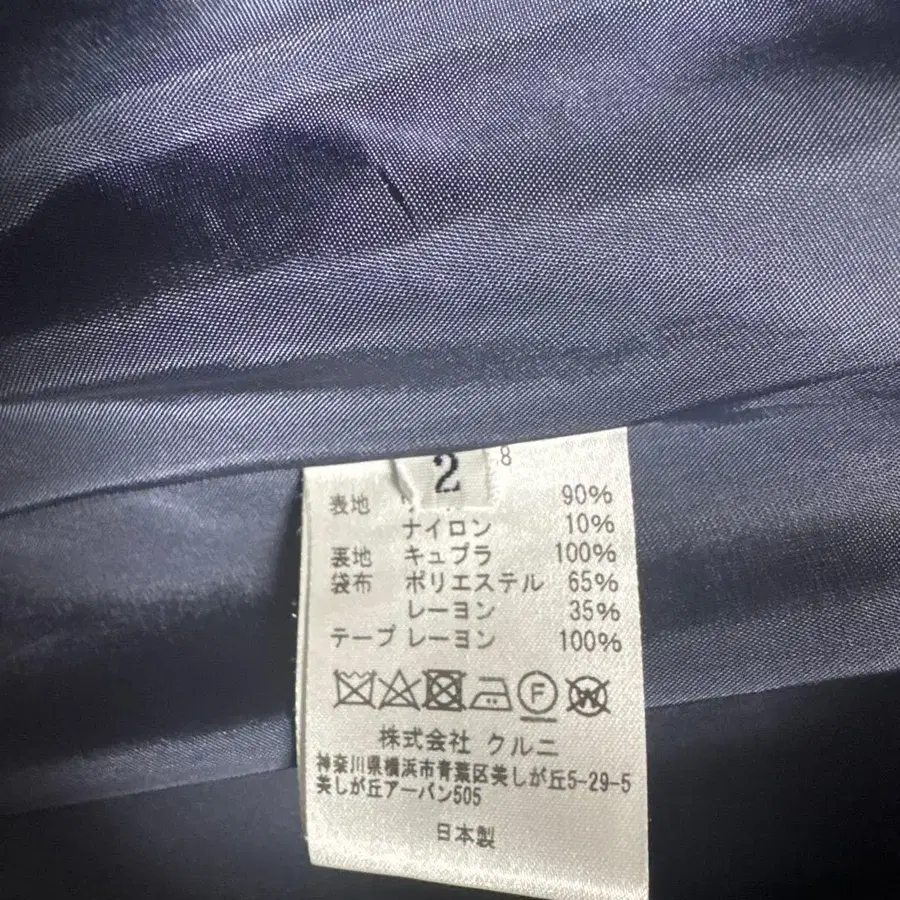 2
8
表地 90%
ナイロン 10%
裏地 キュプラ 100%
袋布 ポリエステル 65%
レーヨン 35%
テープ レーヨン 100%
F
W
株式会社 クルニ
神奈川県横浜市青葉区美しが丘5-29-5
美しが丘アーバン505
日本製